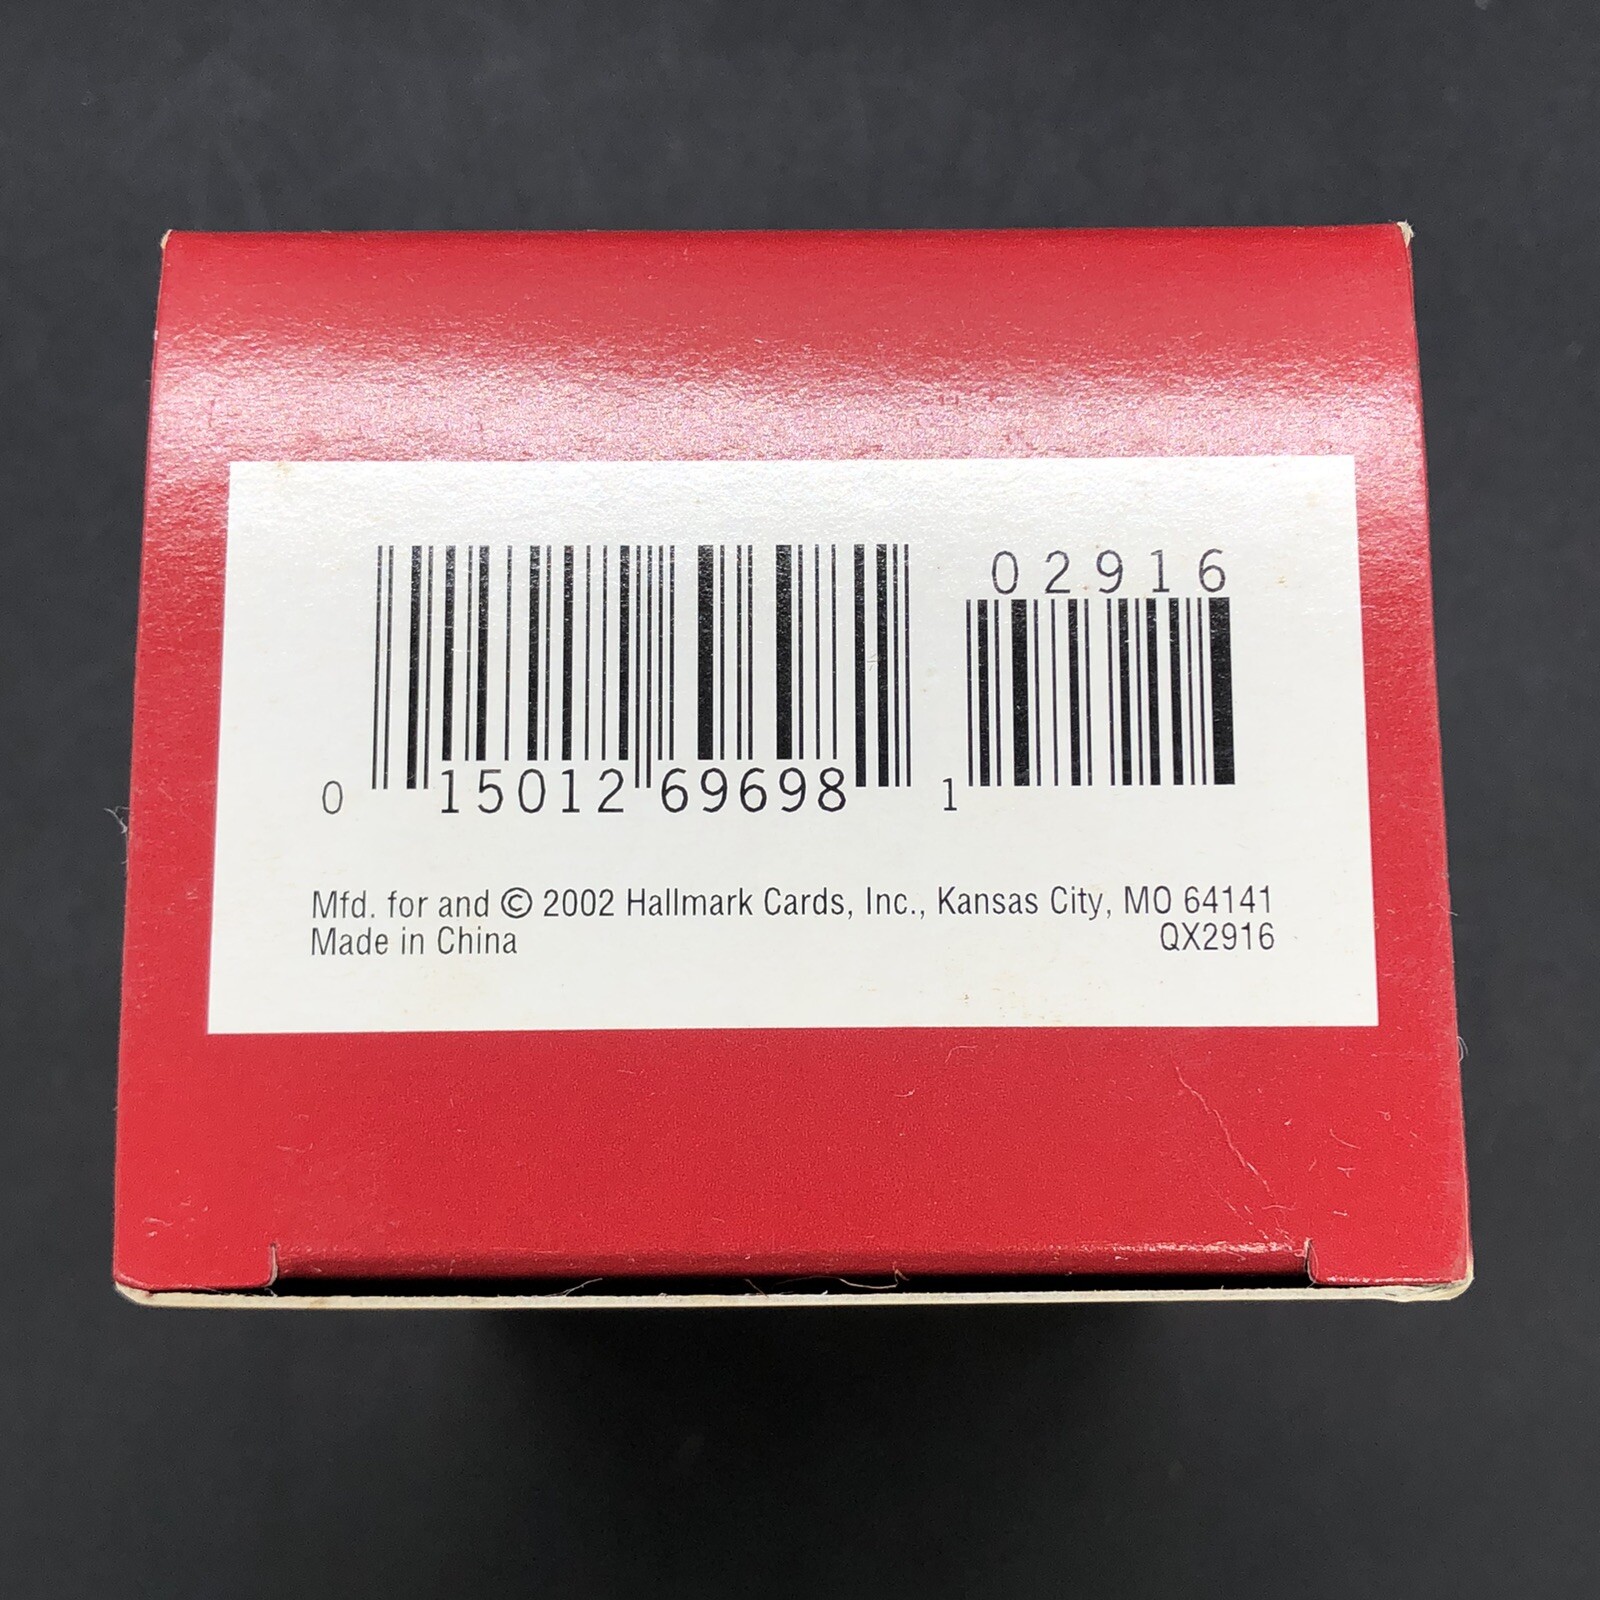 02916
0 15012 69698 1
Mfd. for and © 2002 Hallmark Cards, Inc., Kansas City, MO 64141
Made in China QX2916